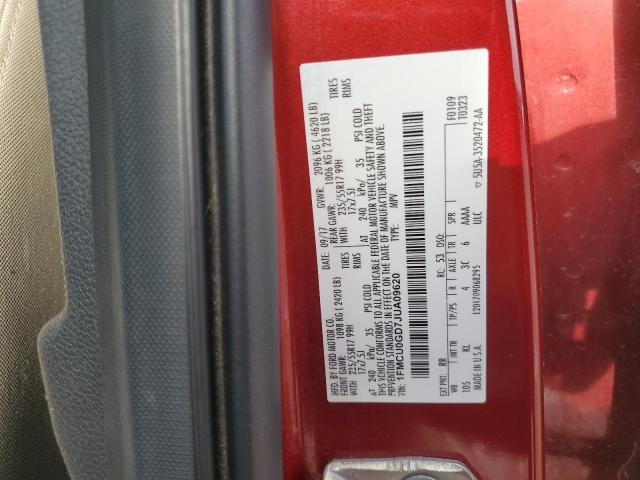 MFD. BY FORD MOTOR CO.
DATE: 09/17 GVWR: 2096 KG ( 4620 LB)
FRONT GAWR: 1098 KG ( 2420 LB) REAR GAWR: 1006 KG ( 2218 LB)
WITH 225/55R17 99H TIRES WITH 235/55R17 99H TIRES
17x7.5J RIMS 17x7.5J RIMS
AT 240 kPa/ 35 PSI COLD AT 240 kPa/ 35 PSI COLD
THIS VEHICLE CONFORMS TO ALL APPLICABLE FEDERAL MOTOR VEHICLE SAFETY AND THEFT
PREVENTION STANDARDS IN EFFECT ON THE DATE OF MANUFACTURE SHOWN ABOVE.
VIN: 1FMCU0GD7JUA09620 TYPE: MPV
F0109
T0323
EXT PNT: RR RC: 53 DSO:
WB INT TR TP/PS R AXLE TR SPR
105 KL 4 3C 6 AAAA
MADE IN U.S.A. ULC
5U5A-3520472-AA